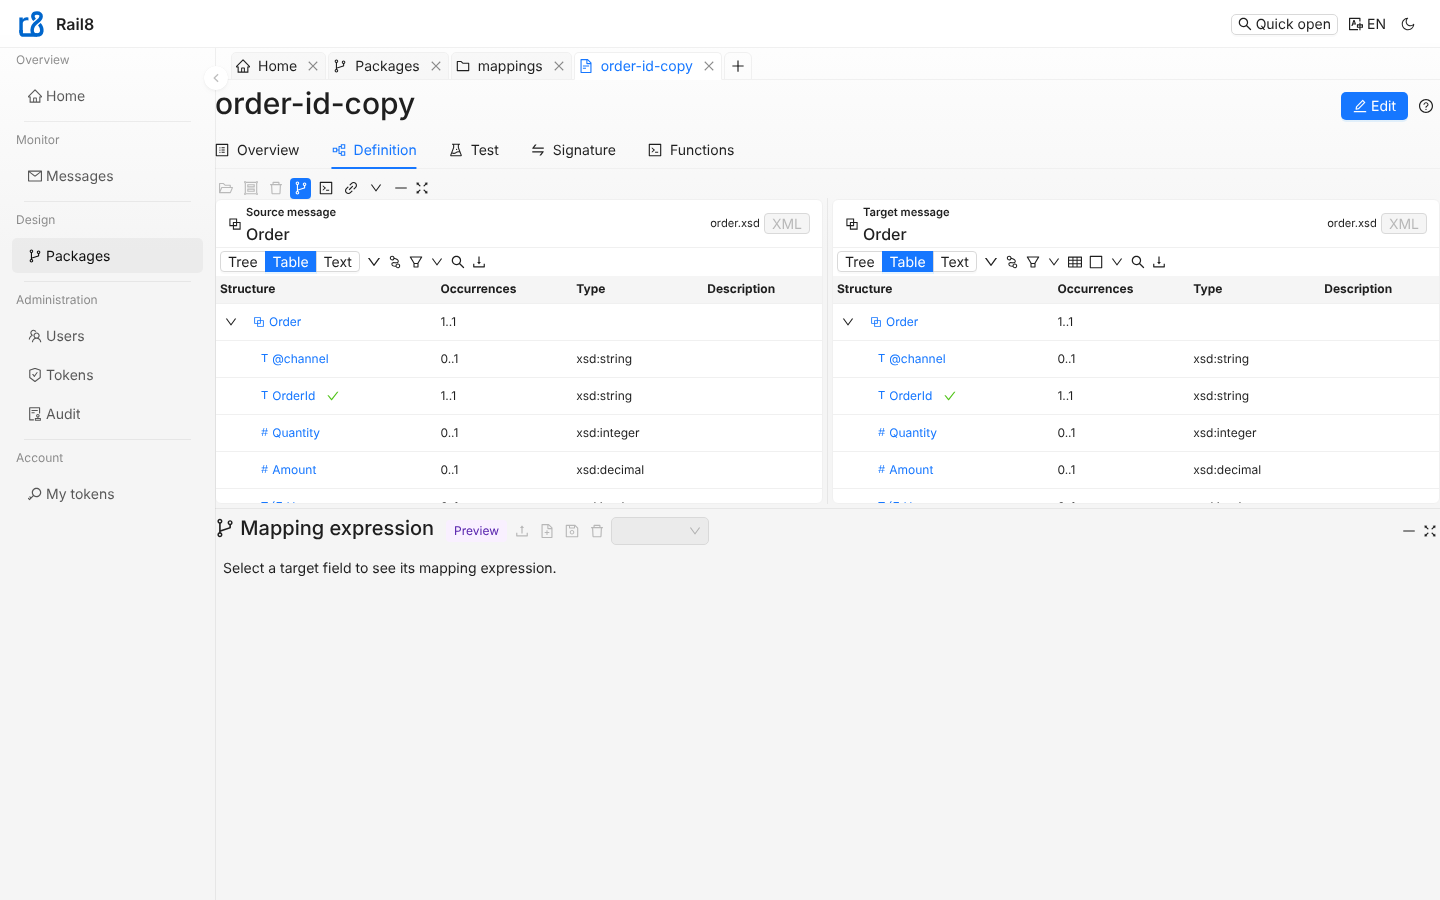 Rail8
Quick open
EN
Overview
Home
Monitor
Messages
Design
Packages
Administration
Users
Tokens
Audit
Account
My tokens
Home
Packages
mappings
order-id-copy
order-id-copy
Edit
Overview
Definition
Test
Signature
Functions
Source message
Order
order.xsd
XML
Tree
Table
Text
Structure
Occurrences
Type
Description
Order
1..1
T @channel
0..1
xsd:string
T OrderId
1..1
xsd:string
# Quantity
0..1
xsd:integer
# Amount
0..1
xsd:decimal
Target message
Order
order.xsd
XML
Tree
Table
Text
Structure
Occurrences
Type
Description
Order
1..1
T @channel
0..1
xsd:string
T OrderId
1..1
xsd:string
# Quantity
0..1
xsd:integer
# Amount
0..1
xsd:decimal
Mapping expression
Preview
Select a target field to see its mapping expression.